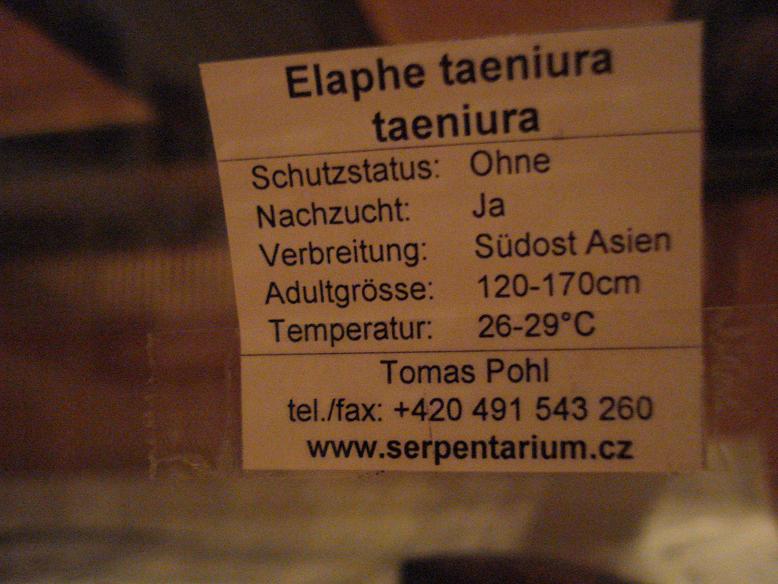 Elaphe taeniura
taeniura
Schutzstatus: Ohne
Nachzucht: Ja
Verbreitung: Südost Asien
Adultgrösse: 120-170cm
Temperatur: 26-29°C
Tomas Pohl
tel./fax: +420 491 543 260
www.serpentarium.cz